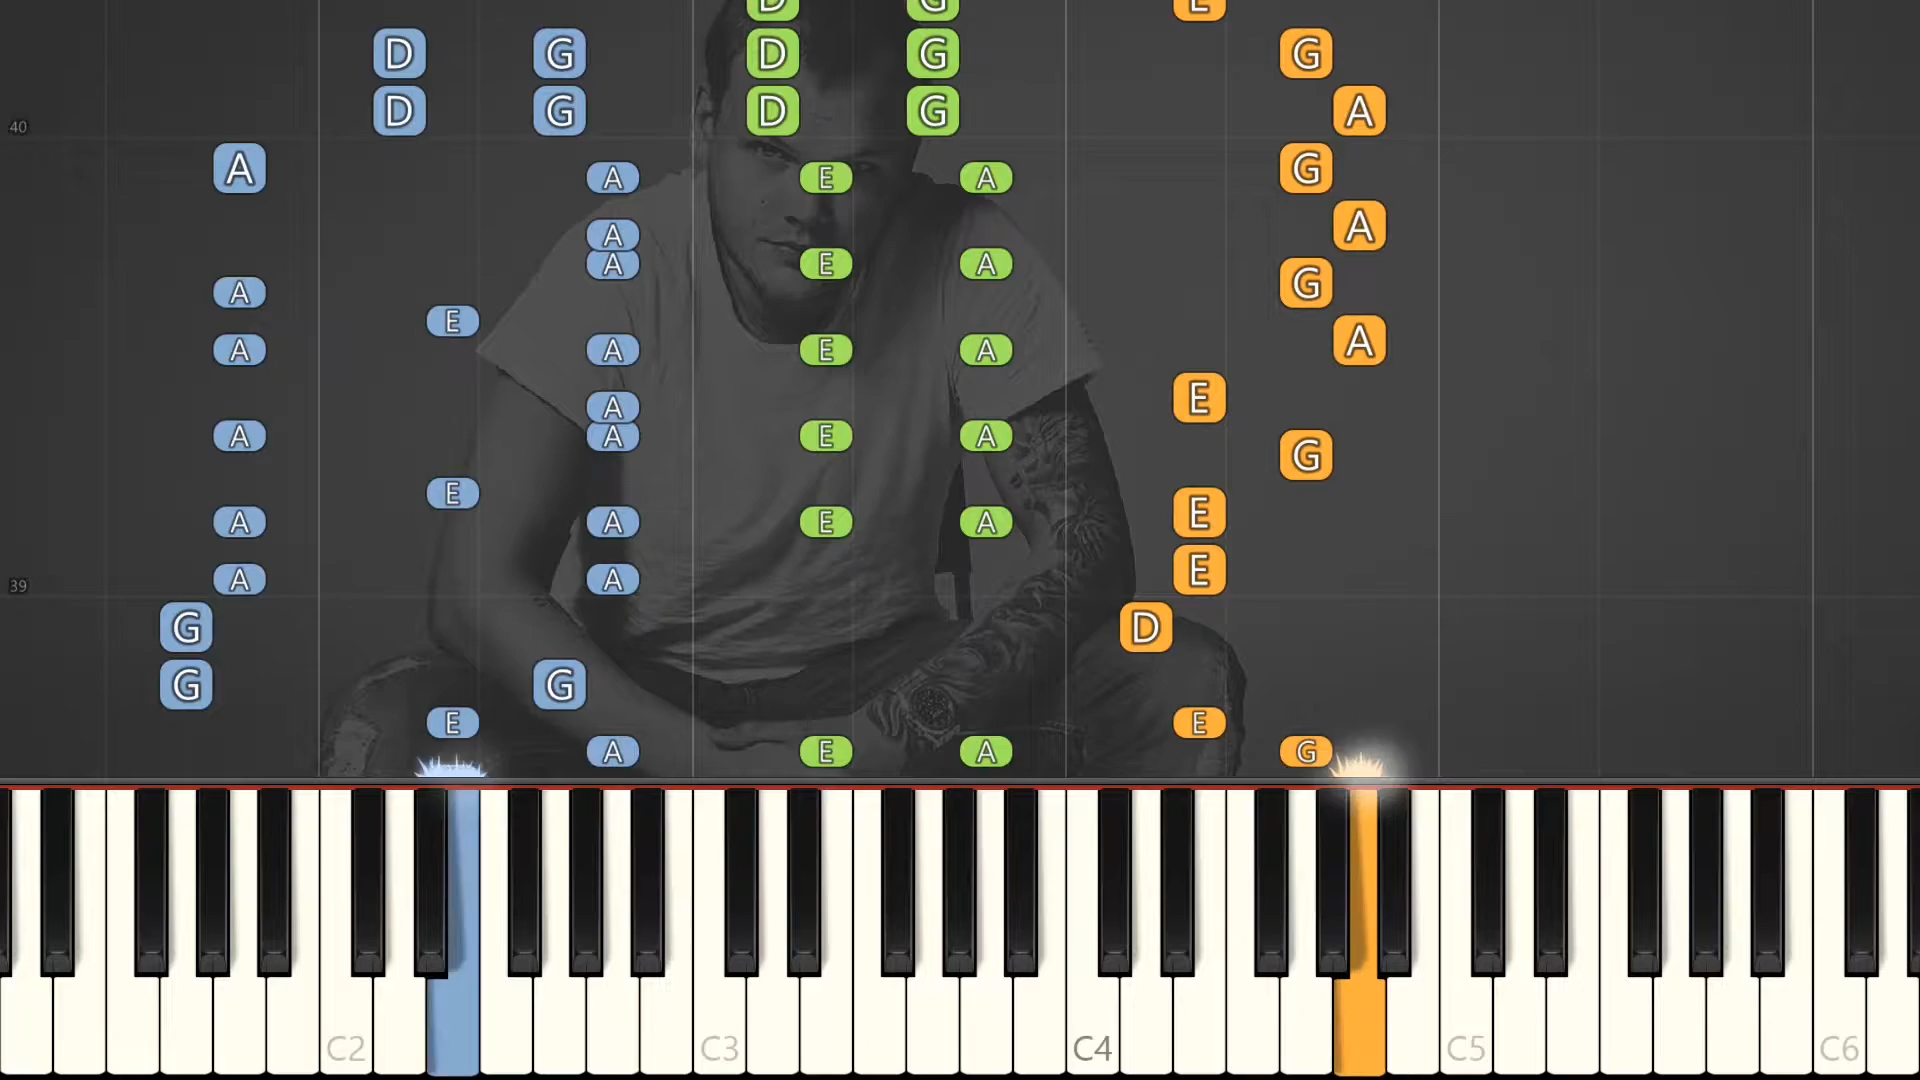 D G E
D G D G G
D G D G A
40
A G
A E A
A A
A E A
A G
E
A A E A A
E
A
A A E A G
E E
A A E A
A A E
39
G D
G G
E E
A E A G
C2 C3 C4 C5 C6